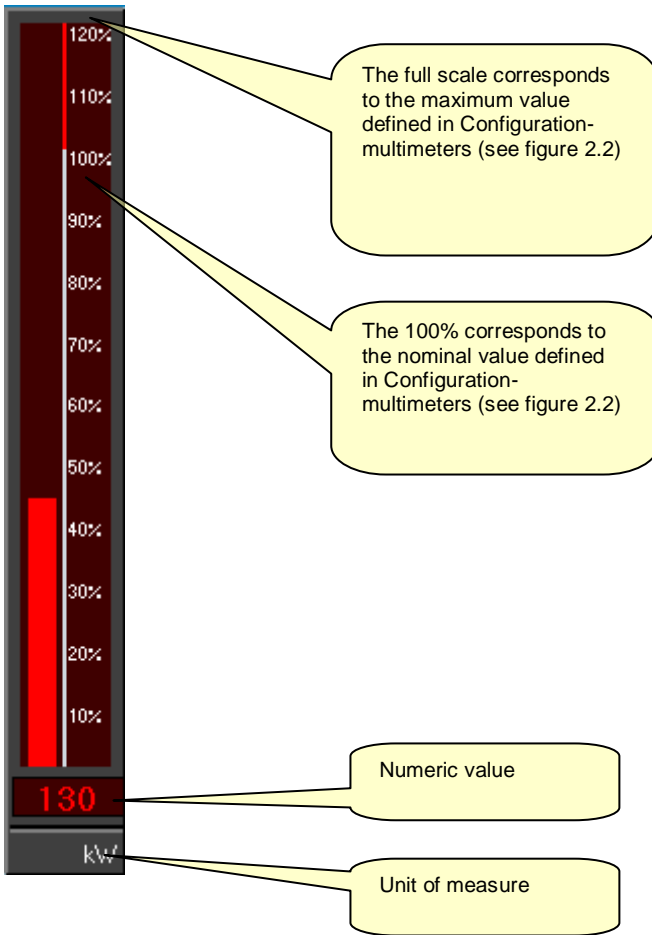 120%
110%
100%
90%
80%
70%
60%
50%
40%
30%
20%
10%
130
kW
The full scale corresponds
to the maximum value
defined in Configuration-
multimeters (see figure 2.2)
The 100% corresponds to
the nominal value defined
in Configuration-
multimeters (see figure 2.2)
Numeric value
Unit of measure